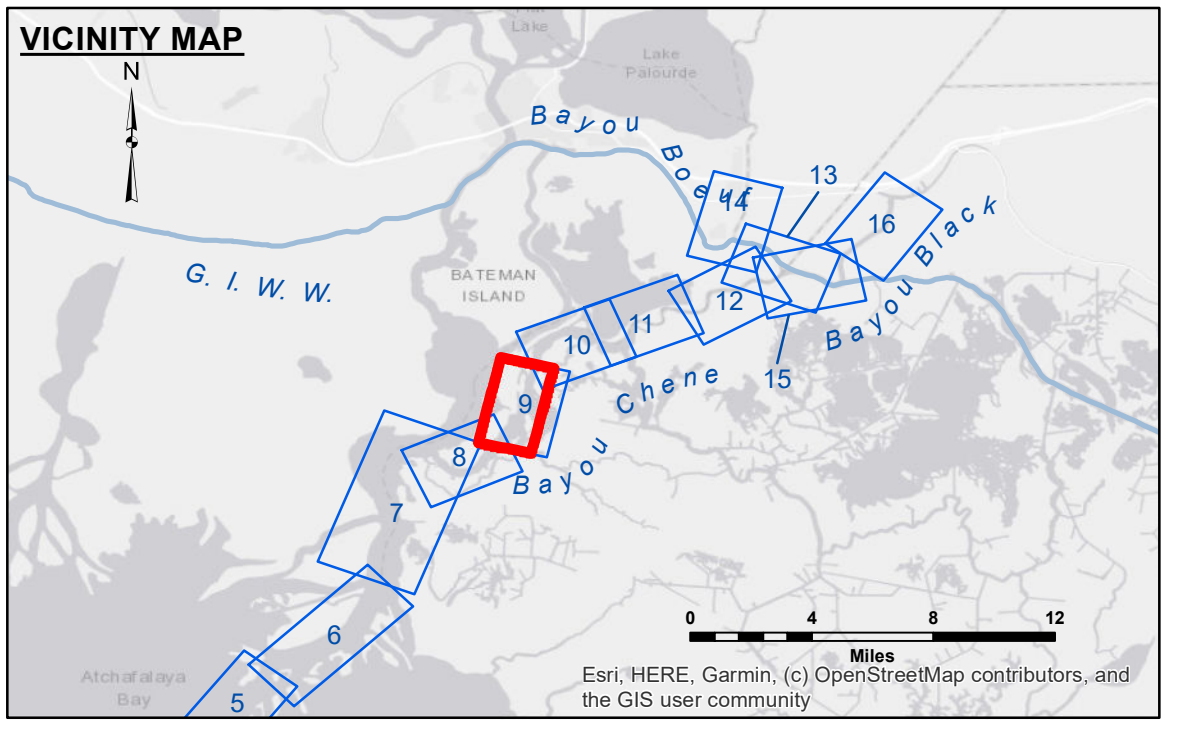 VICINITY MAP
N
Flat
Lake
Lake
Palourde
Bayou
Boeuf
13
14
16
Bayou Black
G. I. W. W.
BATEMAN
ISLAND
12
11
10
15
Chene
9
8
Bayou
7
6
5
0 4 8 12
Miles
Atchafalaya
Bay
Esri, HERE, Garmin, (c) OpenStreetMap contributors, and
the GIS user community